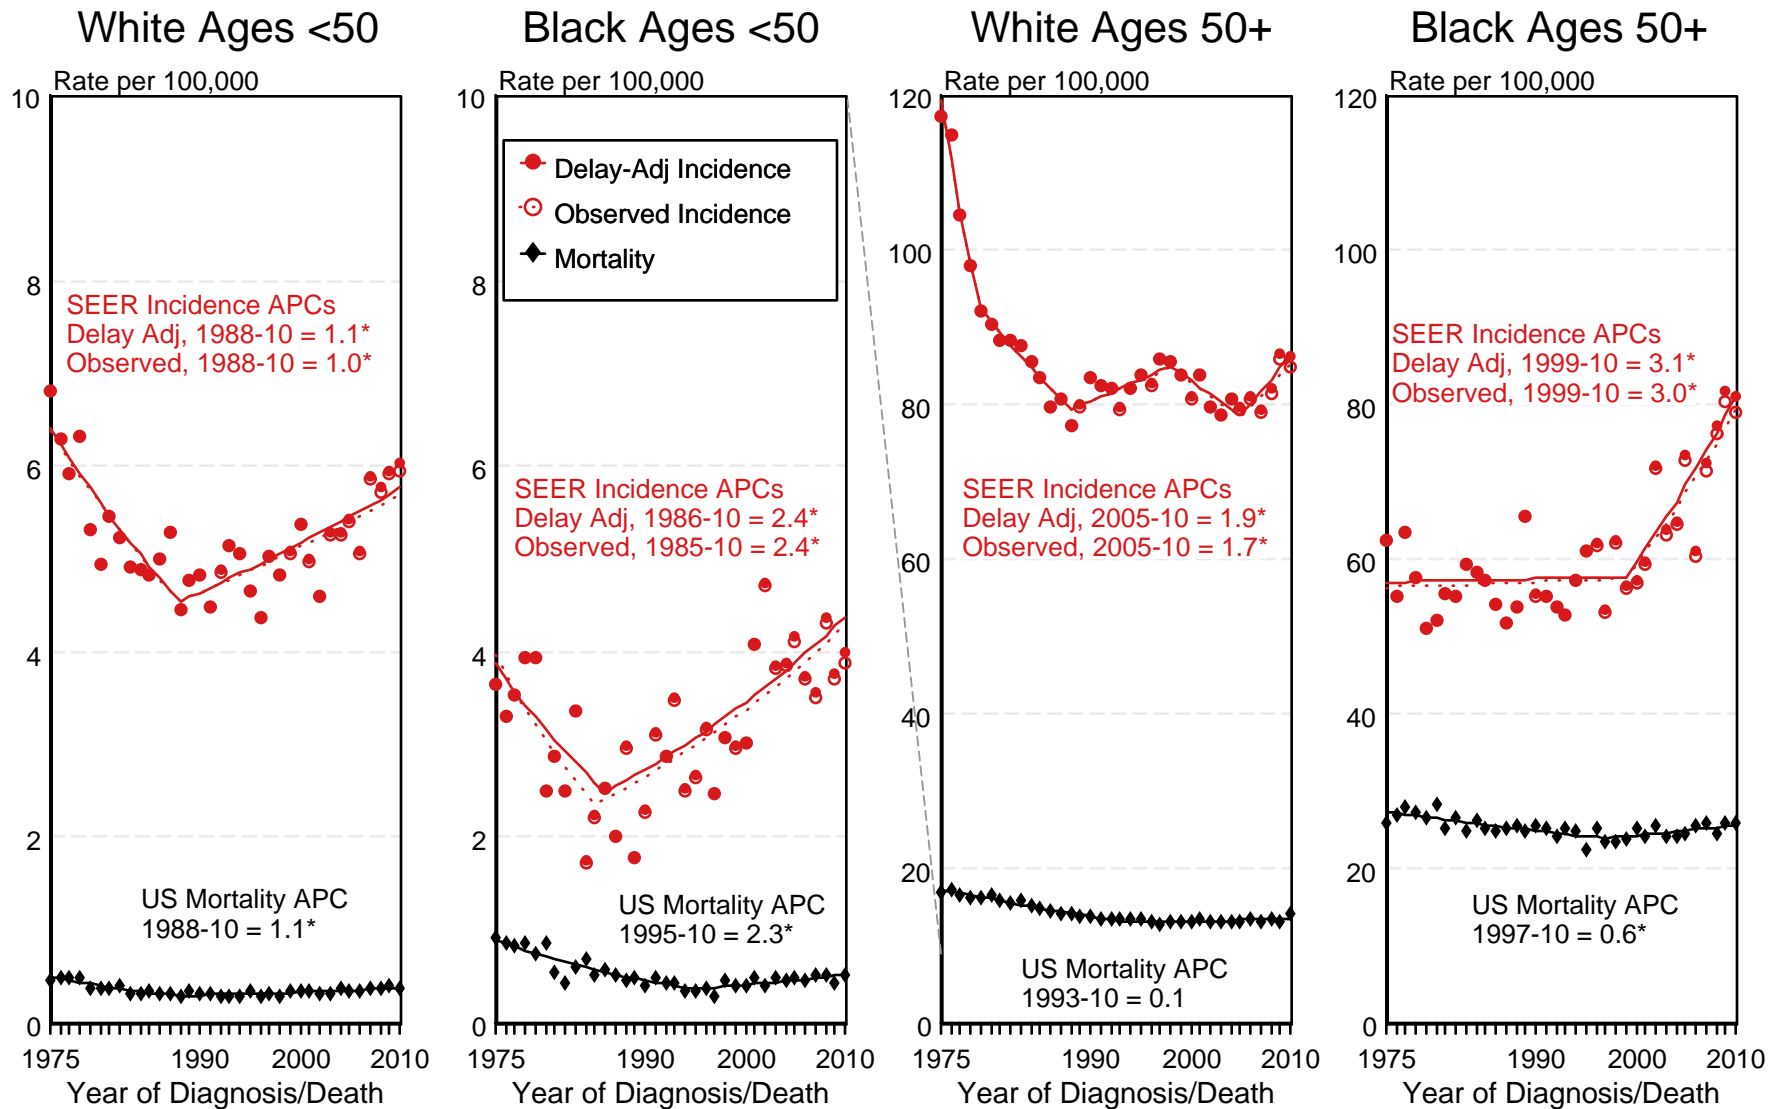 White Ages <50
Rate per 100,000
10
8
6
4
2
0
SEER Incidence APCs
Delay Adj, 1988-10 = 1.1*
Observed, 1988-10 = 1.0*
US Mortality APC
1988-10 = 1.1*
1975 1990 2000 2010
Year of Diagnosis/Death
Black Ages <50
Rate per 100,000
10
8
6
4
2
0
Delay-Adj Incidence
Observed Incidence
Mortality
SEER Incidence APCs
Delay Adj, 1986-10 = 2.4*
Observed, 1985-10 = 2.4*
US Mortality APC
1995-10 = 2.3*
1975 1990 2000 2010
Year of Diagnosis/Death
White Ages 50+
Rate per 100,000
120
100
80
60
40
20
0
SEER Incidence APCs
Delay Adj, 2005-10 = 1.9*
Observed, 2005-10 = 1.7*
US Mortality APC
1993-10 = 0.1
1975 1990 2000 2010
Year of Diagnosis/Death
Black Ages 50+
Rate per 100,000
120
100
80
60
40
20
0
SEER Incidence APCs
Delay Adj, 1999-10 = 3.1*
Observed, 1999-10 = 3.0*
US Mortality APC
1997-10 = 0.6*
1975 1990 2000 2010
Year of Diagnosis/Death